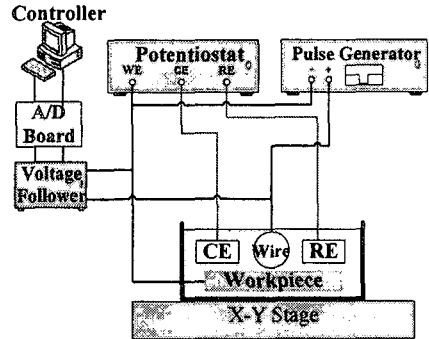 Controller
Potentiostat
WE CE RE
Pulse Generator
- +
A/D
Board
Voltage
Follower
CE Wire RE
Workpiece
X-Y Stage